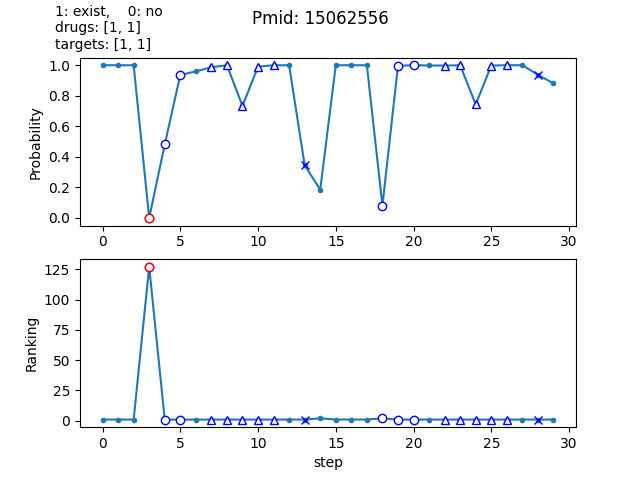 1: exist,    0: no
drugs: [1, 1]
targets: [1, 1]
Pmid: 15062556
1.0
0.8
0.6
0.4
0.2
0.0
Probability
0 5 10 15 20 25 30
125
100
75
50
25
0
Ranking
0 5 10 15 20 25 30
step